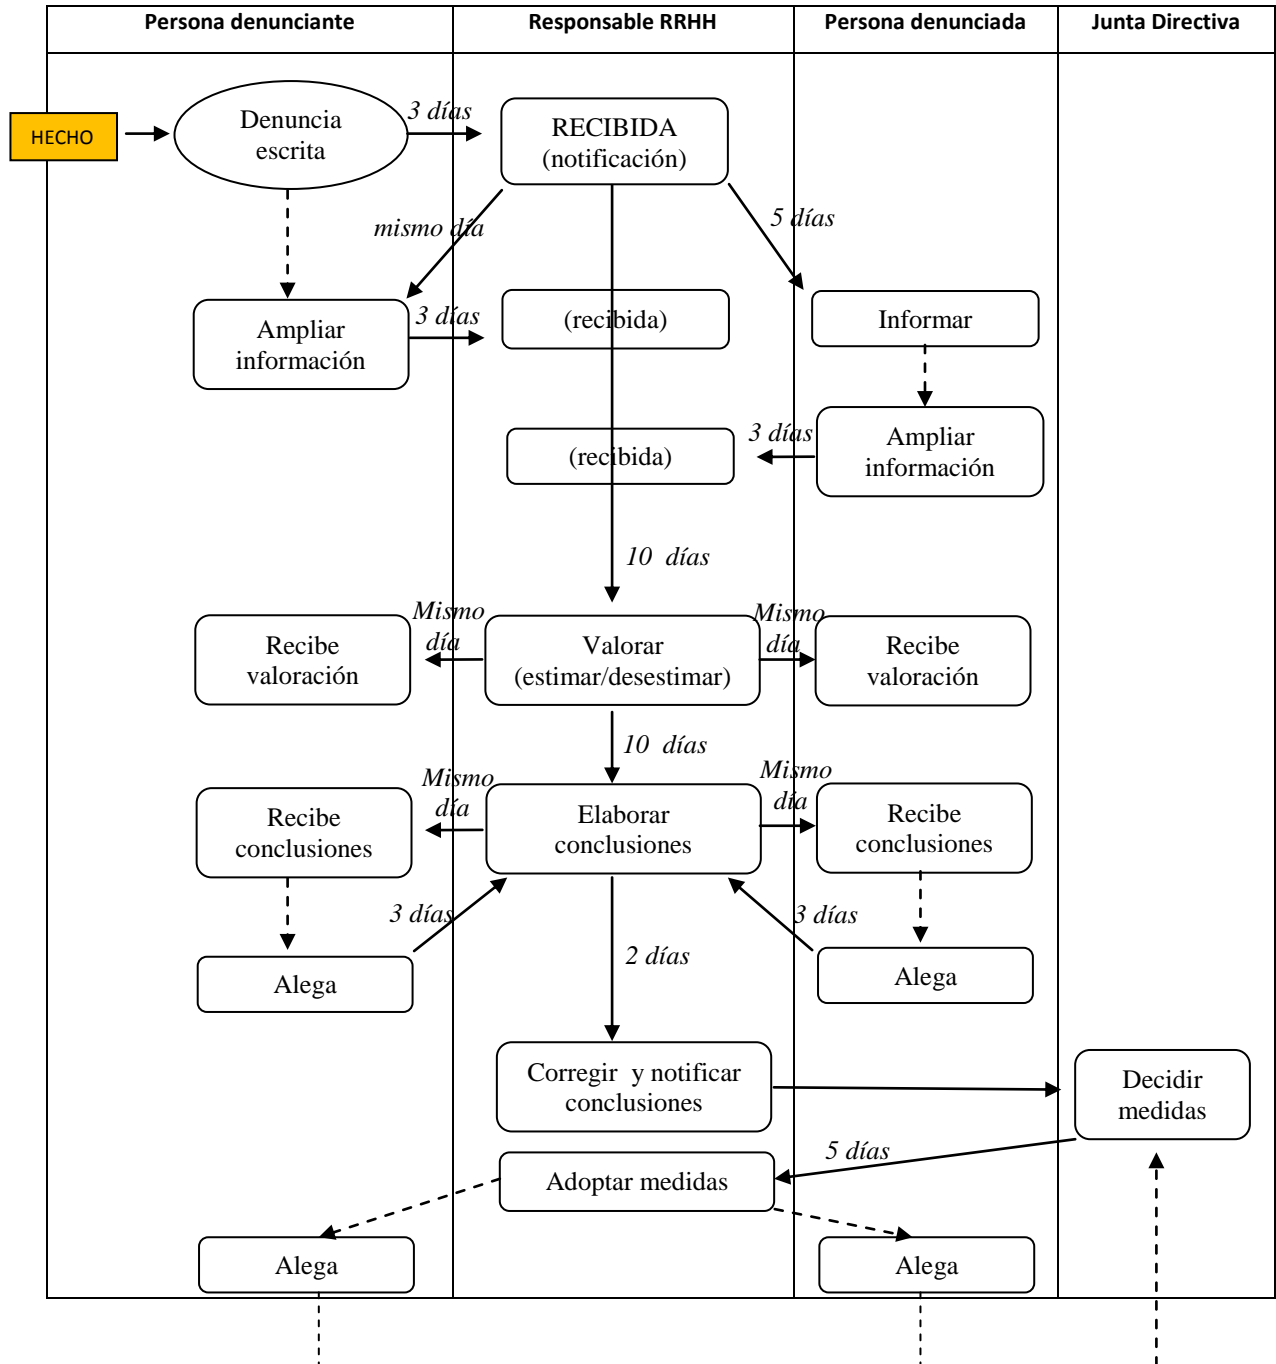 Persona denunciante
Responsable RRHH
Persona denunciada
Junta Directiva
HECHO
Denuncia
escrita
3 días
RECIBIDA
(notificación)
mismo día
5 días
Ampliar
información
3 días
(recibida)
Informar
(recibida)
3 días
Ampliar
información
10 días
Recibe
valoración
Mismo
día
Valorar
(estimar/desestimar)
Mismo
día
Recibe
valoración
10 días
Recibe
conclusiones
Mismo
día
Elaborar
conclusiones
Mismo
día
Recibe
conclusiones
3 días
3 días
2 días
Alega
Alega
Corregir y notificar
conclusiones
Decidir
medidas
5 días
Adoptar medidas
Alega
Alega